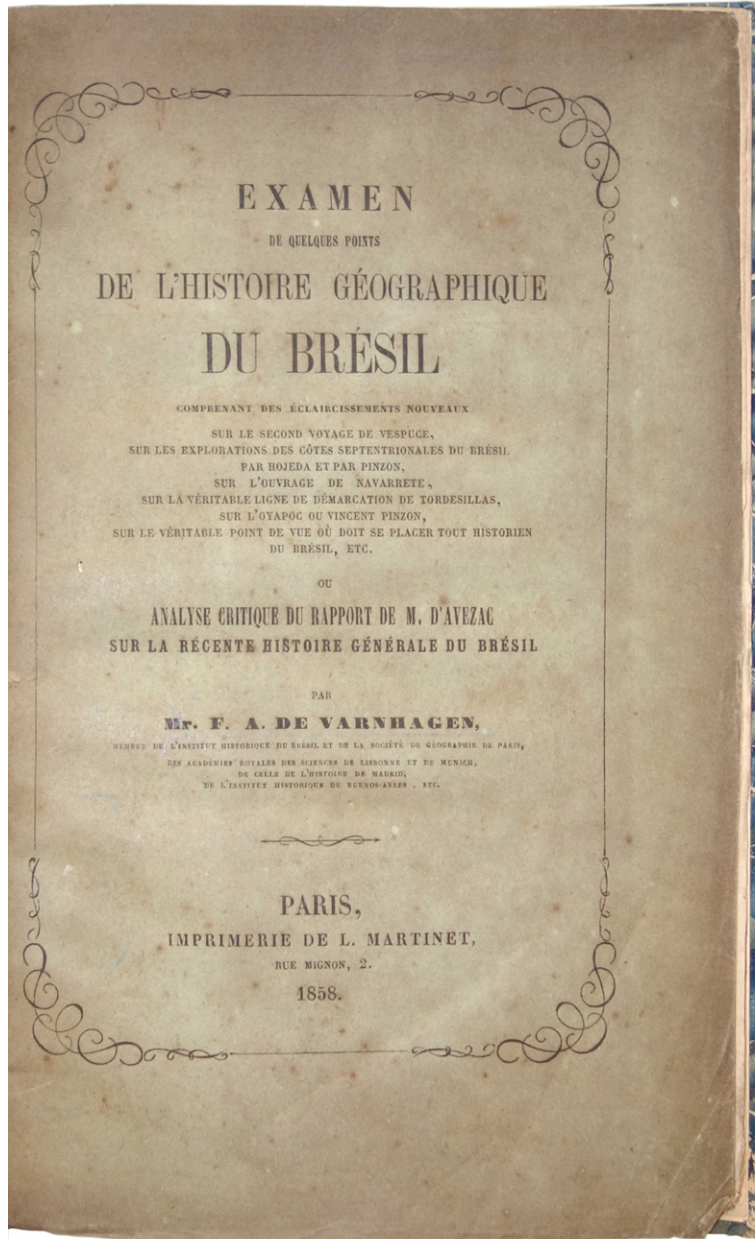 EXAMEN
DE QUELQUES POINTS
DE L'HISTOIRE GÉOGRAPHIQUE
DU BRÉSIL
COMPRENANT DES ÉCLAIRCISSEMENTS NOUVEAUX
SUR LE SECOND VOYAGE DE VESPUCE,
SUR LES EXPLORATIONS DES CÔTES SEPTENTRIONALES DU BRÉSIL
PAR HOJEDA ET PAR PINZON,
SUR L'OUVRAGE DE NAVARRETE,
SUR LA VÉRITABLE LIGNE DE DÉMARCATION DE TORDESILLAS,
SUR L'OYAPOC OU VINCENT PINZON,
SUR LE VÉRITABLE POINT DE VUE OÙ DOIT SE PLACER TOUT HISTORIEN
DU BRÉSIL, ETC.
OU
ANALYSE CRITIQUE DU RAPPORT DE M. D'AVEZAC
SUR LA RÉCENTE HISTOIRE GÉNÉRALE DU BRÉSIL
PAR
Mr. F. A. DE VARNHAGEN,
MEMBRE DE L'INSTITUT HISTORIQUE DU BRÉSIL ET DE LA SOCIÉTÉ DE GÉOGRAPHIE DE PARIS,
DES ACADÉMIES ROYALES DES SCIENCES DE LISBONNE ET DE MUNICH,
DE CELLE DE L'HISTOIRE DE MADRID,
DE L'INSTITUT HISTORIQUE DE BUENOS-AYRES, ETC.
PARIS,
IMPRIMERIE DE L. MARTINET,
RUE MIGNON, 2.
1858.